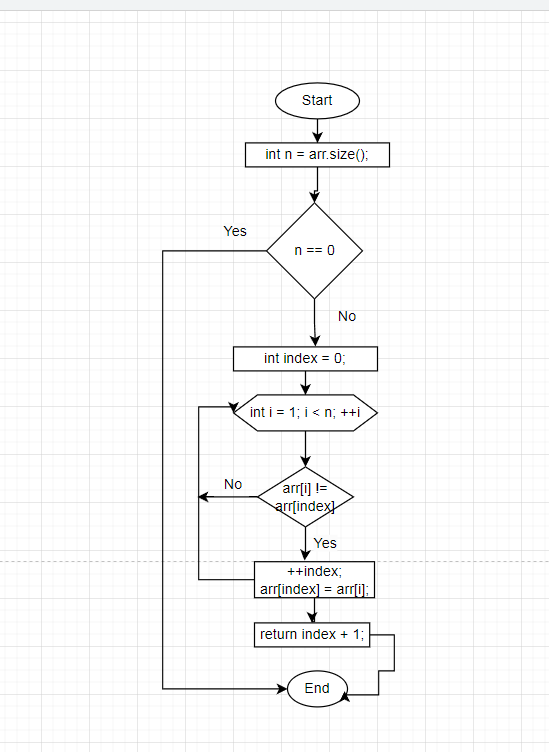 Start
int n = arr.size();
Yes
n == 0
No
int index = 0;
int i = 1; i < n; ++i
No
arr[i] !=
arr[index]
Yes
++index;
arr[index] = arr[i];
return index + 1;
End